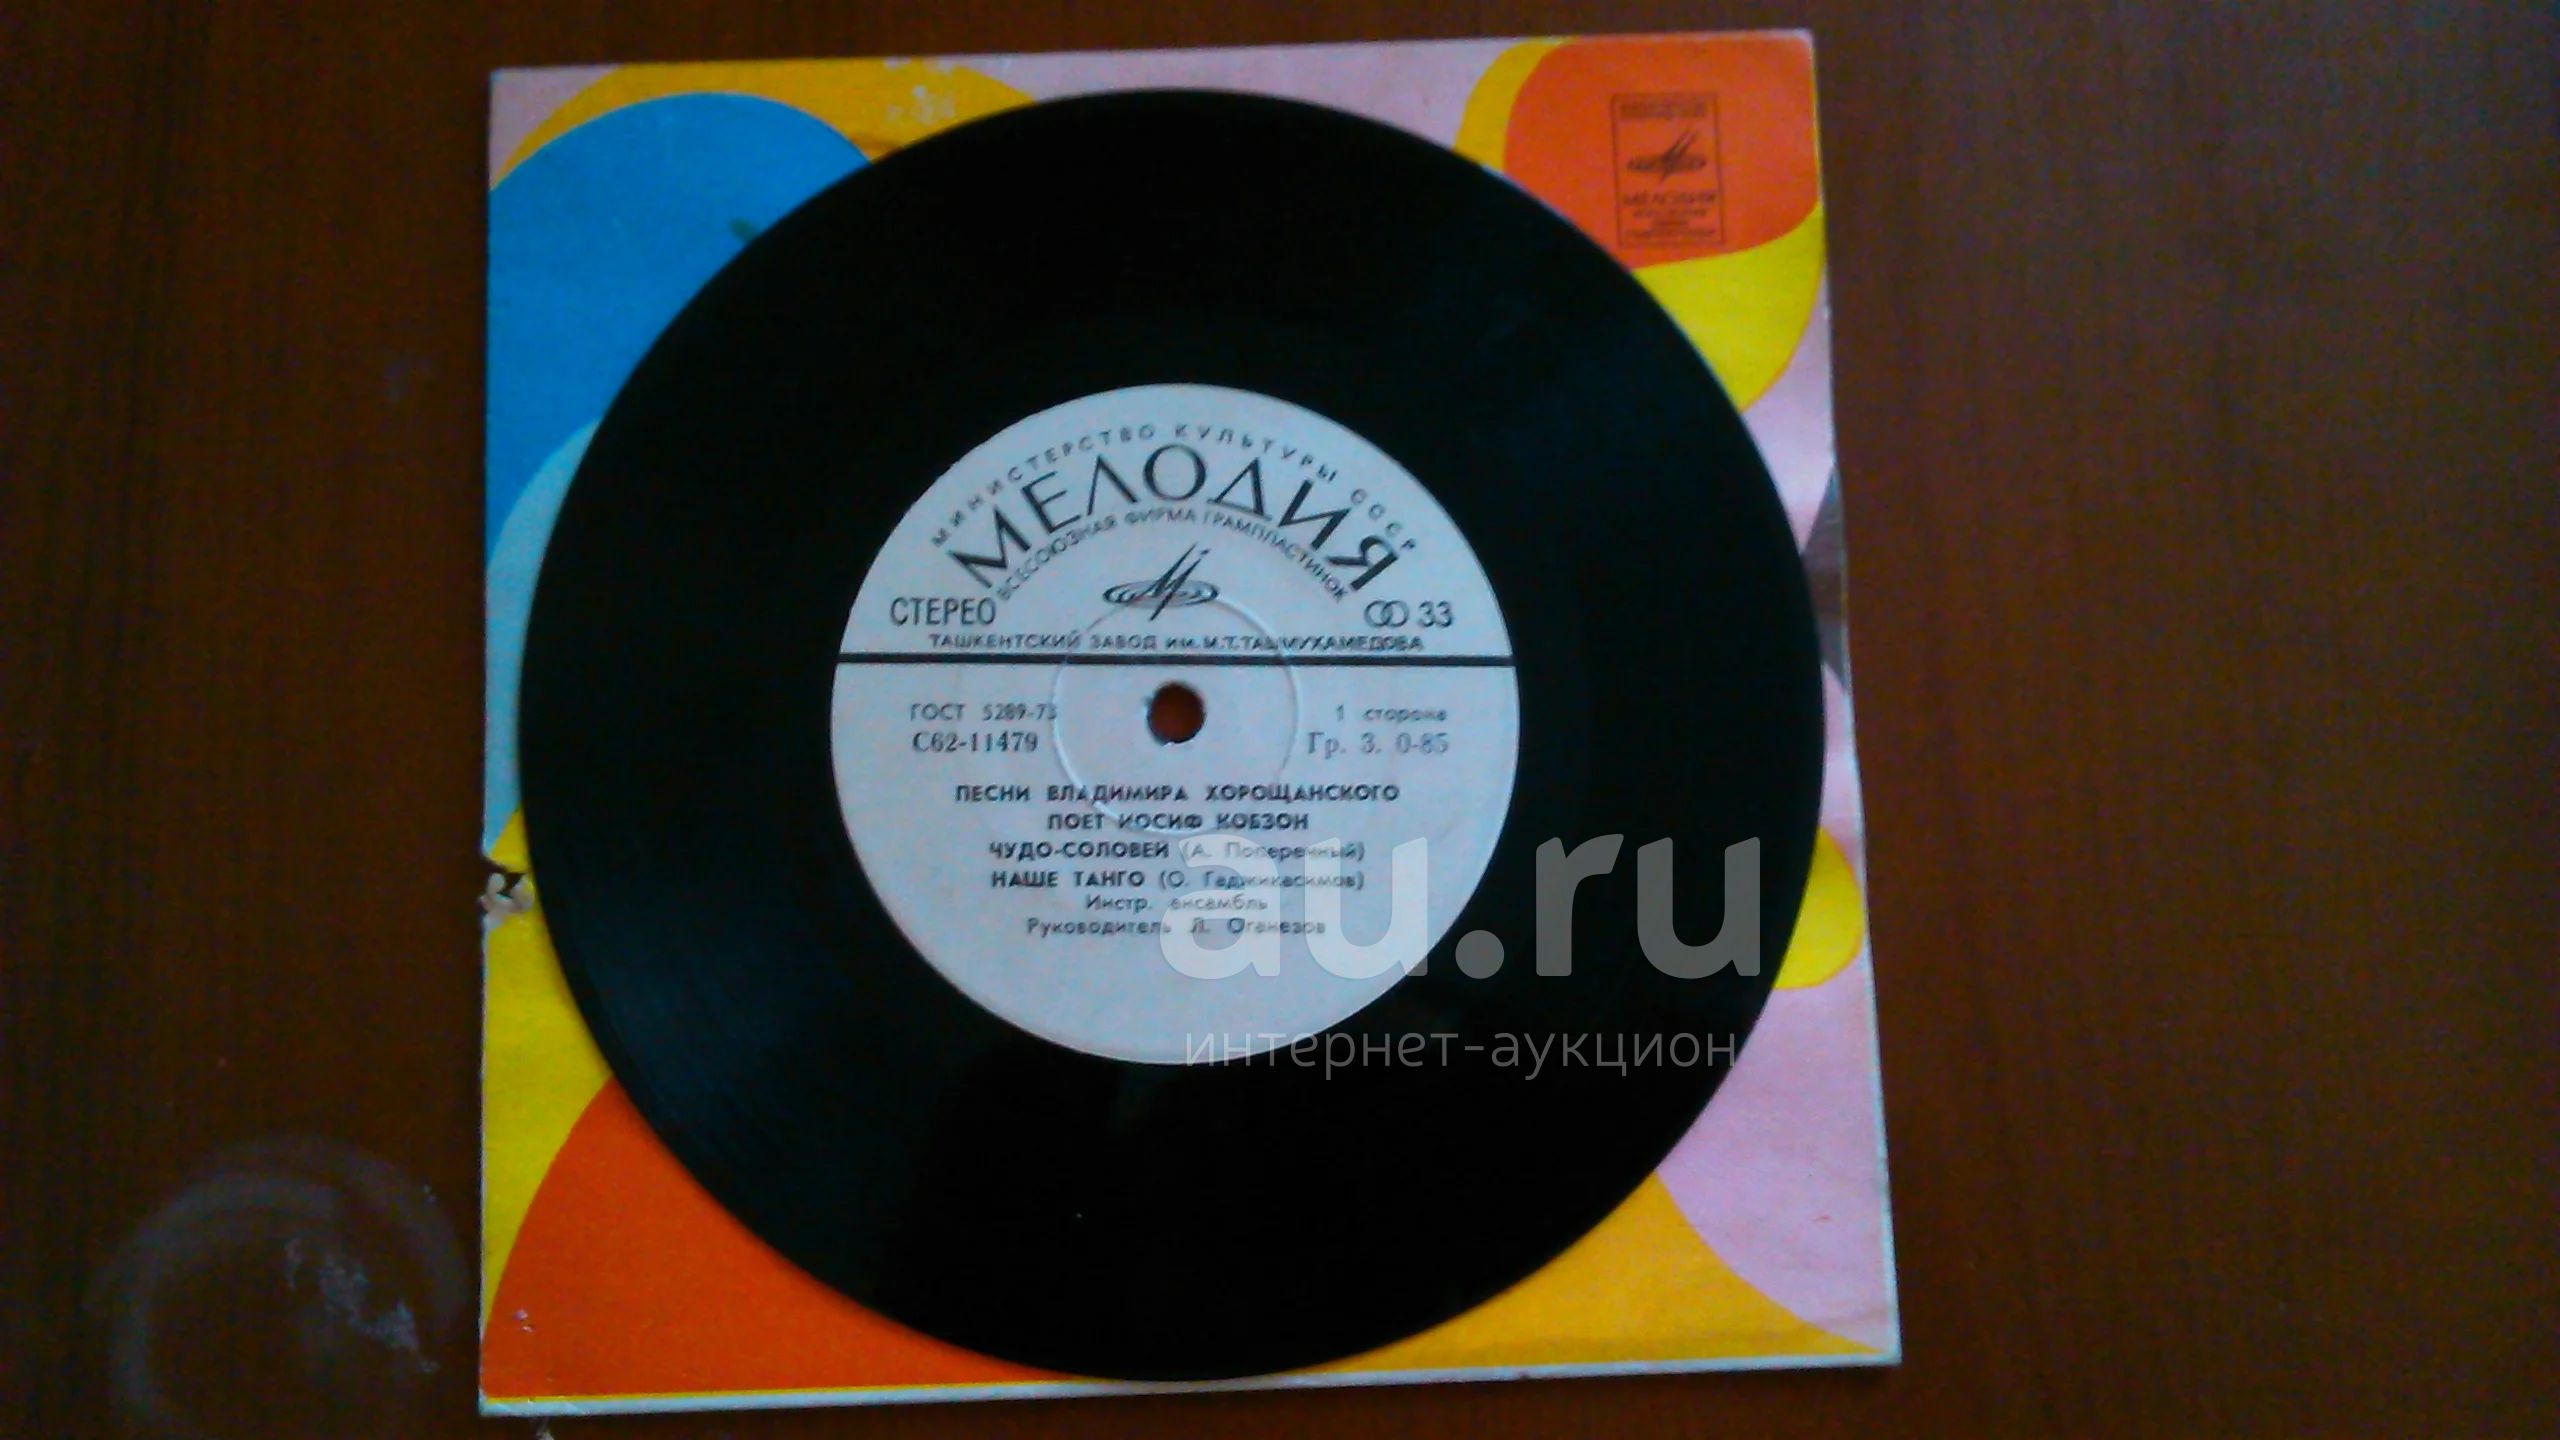 МИНИСТЕРСТВО КУЛЬТУРЫ СССР
МЕЛОДИЯ
ВСЕСОЮЗНАЯ ФИРМА ГРАМПЛАСТИНОК
СТЕРЕО
33
ТАШКЕНТСКИЙ ЗАВОД ИМ. М.Т.ТАШМУХАМЕДОВА
ГОСТ 5289-73
1 сторона
С62-11479
Гр. 3. 0-85
ПЕСНИ ВЛАДИМИРА ХОРОЩАНСКОГО
ПОЕТ ИОСИФ КОБЗОН
ЧУДО-СОЛОВЕЙ (А. Поперечный)
НАШЕ ТАНГО (О. Гаджикасимов)
Инстр. ансамбль
Руководитель Л. Оганезов
МЕЛОДИЯ
au.ru
интернет-аукцион